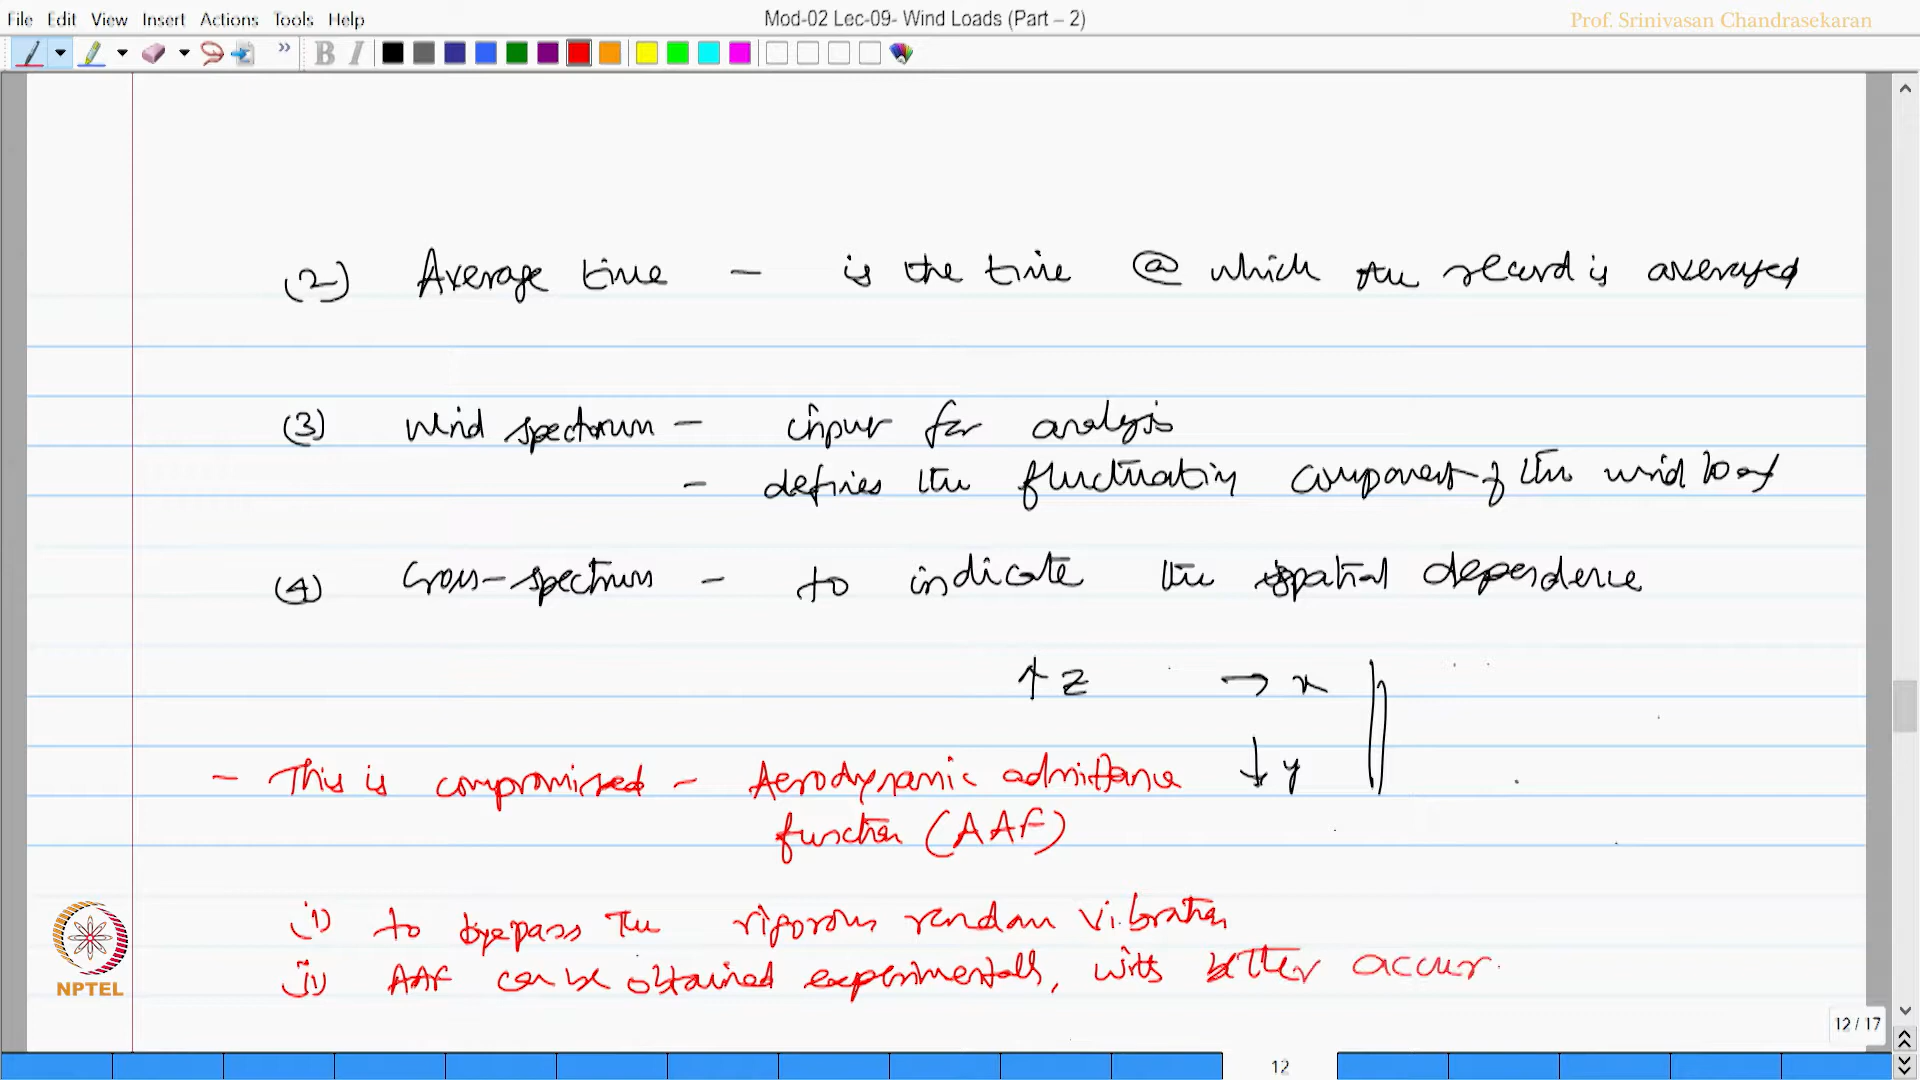 File Edit View Insert Actions Tools Help
Mod-02 Lec-09- Wind Loads (Part – 2)
Prof. Srinivasan Chandrasekaran
B I
(2) Average time – is the time @ which the record is averaged
(3) Wind spectrum – input for analysis
– defines the fluctuating component of the wind load
(4) Cross-spectrum – to indicate the spatial dependence
↑ z → x
↓ y
– This is compromised – Aerodynamic admittance
function (AAF)
(i) to bypass the rigorous random vibration
(ii) AAF can be obtained experimentally, with better accur
NPTEL
12 / 17
12